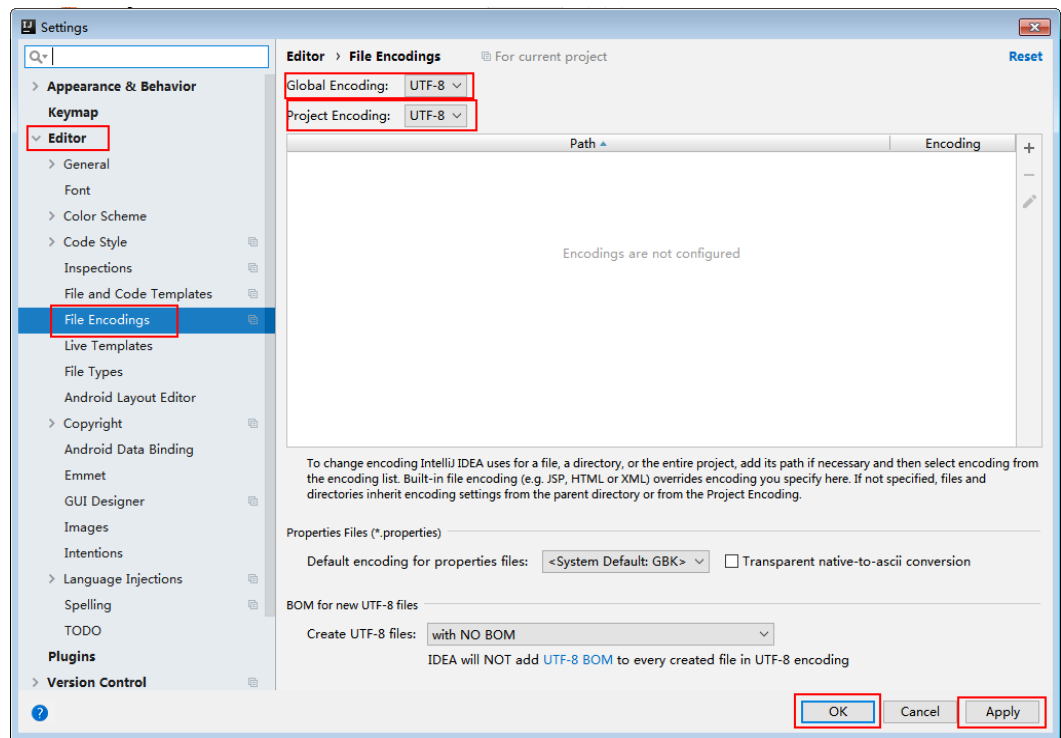 Settings
Editor › File Encodings For current project Reset
Global Encoding: UTF-8
Project Encoding: UTF-8
Path Encoding
Encodings are not configured
Appearance & Behavior
Keymap
Editor
General
Font
Color Scheme
Code Style
Inspections
File and Code Templates
File Encodings
Live Templates
File Types
Android Layout Editor
Copyright
Android Data Binding
Emmet
GUI Designer
Images
Intentions
Language Injections
Spelling
TODO
Plugins
Version Control
To change encoding IntelliJ IDEA uses for a file, a directory, or the entire project, add its path if necessary and then select encoding from
the encoding list. Built-in file encoding (e.g. JSP, HTML or XML) overrides encoding you specify here. If not specified, files and
directories inherit encoding settings from the parent directory or from the Project Encoding.
Properties Files (*.properties)
Default encoding for properties files: <System Default: GBK> Transparent native-to-ascii conversion
BOM for new UTF-8 files
Create UTF-8 files: with NO BOM
IDEA will NOT add UTF-8 BOM to every created file in UTF-8 encoding
? OK Cancel Apply